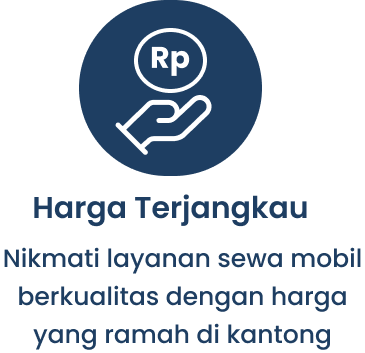 Rp
Harga Terjangkau
Nikmati layanan sewa mobil
berkualitas dengan harga
yang ramah di kantong